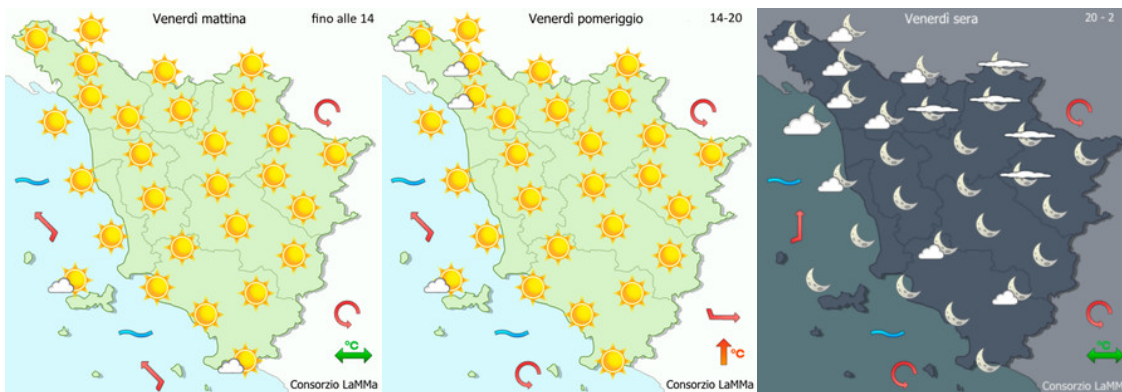 Venerdì mattina
fino alle 14
°C
Consorzio LaMMa
Venerdì pomeriggio
14-20
°C
Consorzio LaMMa
Venerdì sera
20 - 2
°C
Consorzio LaMMa